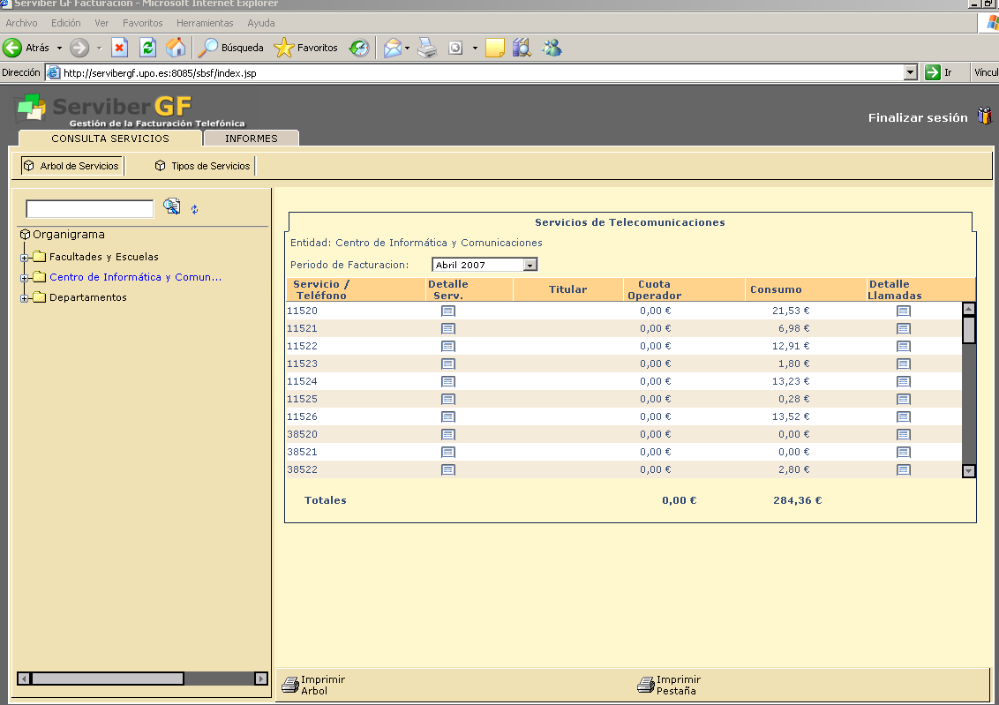 Serviber GF Facturación - Microsoft Internet Explorer
Archivo Edición Ver Favoritos Herramientas Ayuda
Atrás Búsqueda Favoritos
Dirección http://servibergf.upo.es:8085/sbsf/index.jsp Ir Víncul
Serviber GF
Gestión de la Facturación Telefónica
Finalizar sesión
CONSULTA SERVICIOS INFORMES
Arbol de Servicios Tipos de Servicios
Organigrama
Facultades y Escuelas
Centro de Informática y Comun...
Departamentos
Servicios de Telecomunicaciones
Entidad: Centro de Informática y Comunicaciones
Periodo de Facturacion: Abril 2007
Servicio / Detalle Titular Cuota Consumo Detalle
Teléfono Serv. Operador Llamadas
11520 0,00 € 21,53 €
11521 0,00 € 6,98 €
11522 0,00 € 12,91 €
11523 0,00 € 1,80 €
11524 0,00 € 13,23 €
11525 0,00 € 0,28 €
11526 0,00 € 13,52 €
38520 0,00 € 0,00 €
38521 0,00 € 0,00 €
38522 0,00 € 2,80 €
Totales 0,00 € 284,36 €
Imprimir Imprimir
Arbol Pestaña